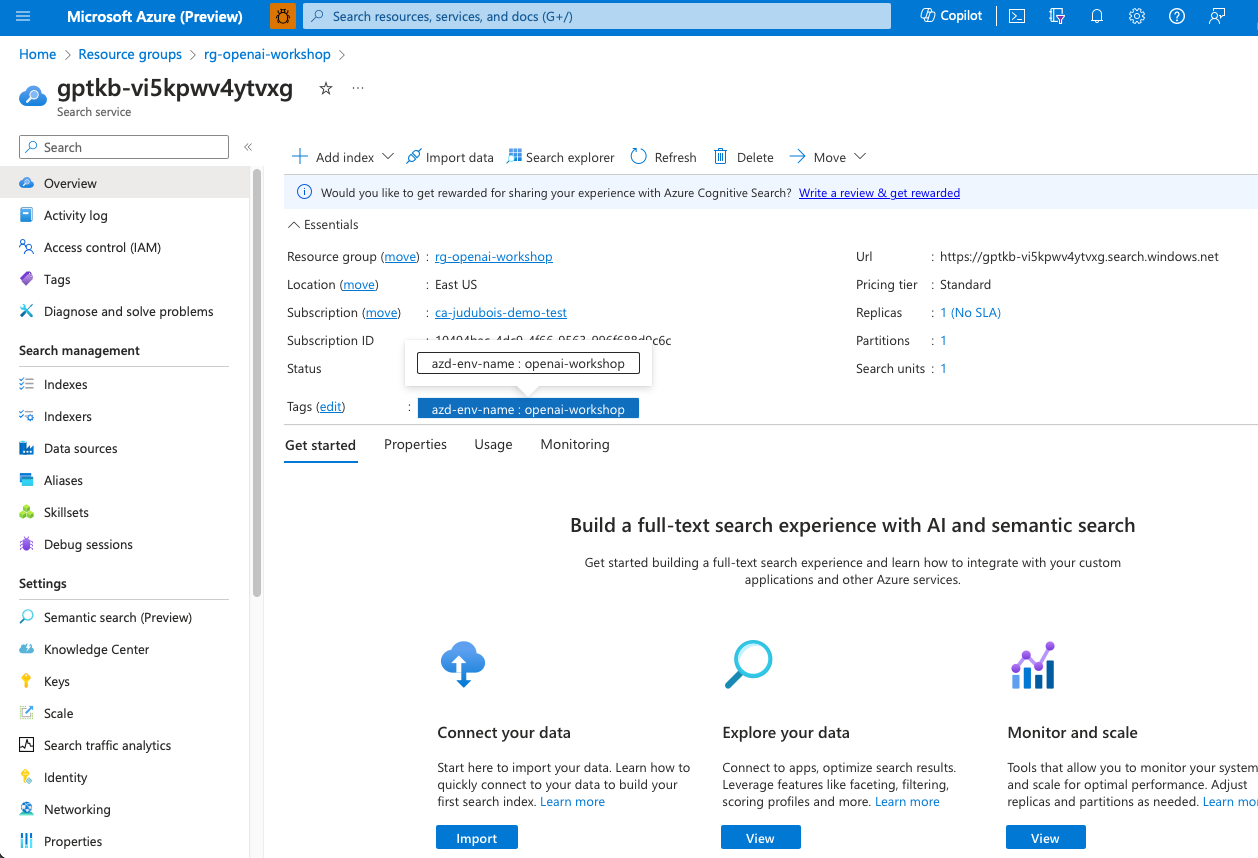 Microsoft Azure (Preview)
Search resources, services, and docs (G+/)
Copilot
Home > Resource groups > rg-openai-workshop >
gptkb-vi5kpwv4ytvxg
Search service
Search
Overview
Activity log
Access control (IAM)
Tags
Diagnose and solve problems
Search management
Indexes
Indexers
Data sources
Aliases
Skillsets
Debug sessions
Settings
Semantic search (Preview)
Knowledge Center
Keys
Scale
Search traffic analytics
Identity
Networking
Properties
Add index
Import data
Search explorer
Refresh
Delete
Move
Would you like to get rewarded for sharing your experience with Azure Cognitive Search? Write a review & get rewarded
Essentials
Resource group (move) : rg-openai-workshop
Location (move) : East US
Subscription (move) : ca-judubois-demo-test
Subscription ID :
Status
azd-env-name : openai-workshop
Tags (edit) : azd-env-name : openai-workshop
Url : https://gptkb-vi5kpwv4ytvxg.search.windows.net
Pricing tier : Standard
Replicas : 1 (No SLA)
Partitions : 1
Search units : 1
Get started
Properties
Usage
Monitoring
Build a full-text search experience with AI and semantic search
Get started building a full-text search experience and learn how to integrate with your custom
applications and other Azure services.
Connect your data
Start here to import your data. Learn how to
quickly connect to your data to build your
first search index. Learn more
Import
Explore your data
Connect to apps, optimize search results.
Leverage features like faceting, filtering,
scoring profiles and more. Learn more
View
Monitor and scale
Tools that allow you to monitor your system
and scale for optimal performance. Adjust
replicas and partitions as needed. Learn mo
View